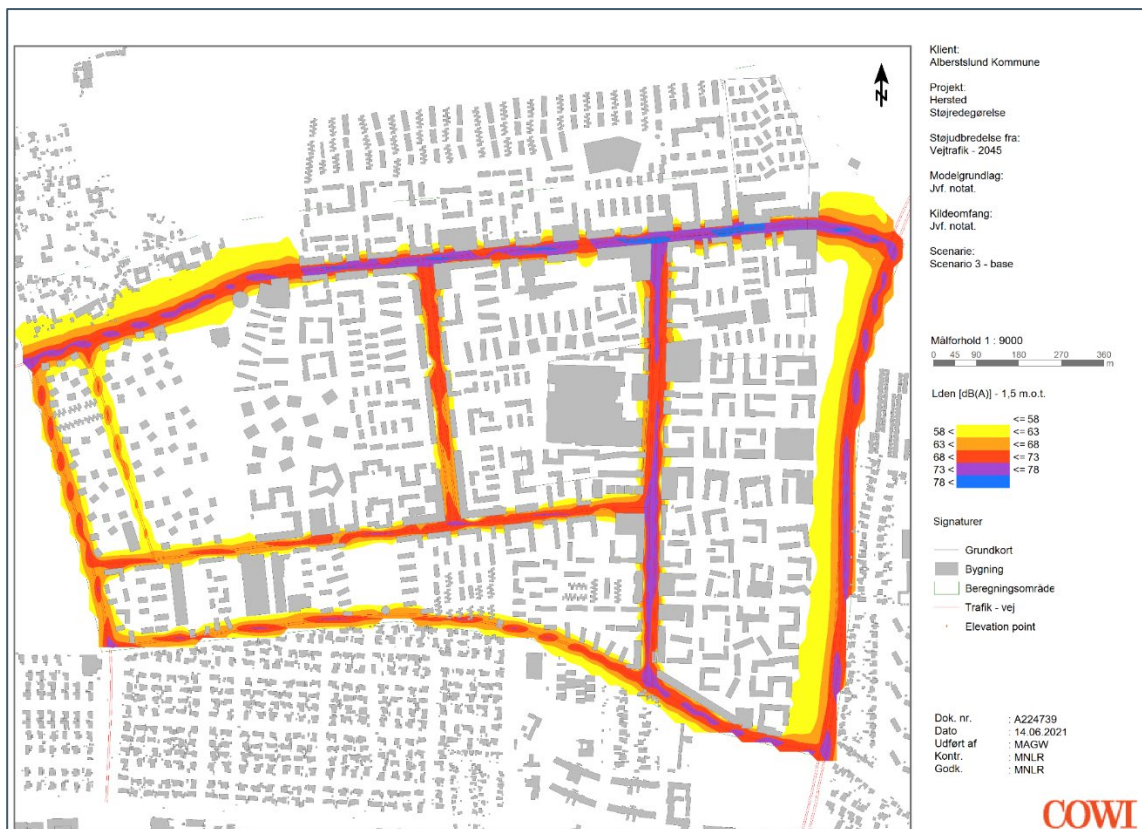 N
Klient:
Alberstslund Kommune
Projekt:
Hersted
Støjredegørelse
Støjudbredelse fra:
Vejtrafik - 2045
Modelgrundlag:
Jvf. notat.
Kildeomfang:
Jvf. notat.
Scenarie:
Scenario 3 - base
Målforhold 1 : 9000
0 45 90 180 270 360
m
Lden [dB(A)] - 1,5 m.o.t.
<= 58
58 < <= 63
63 < <= 68
68 < <= 73
73 < <= 78
78 <
Signaturer
Grundkort
Bygning
Beregningsområde
Trafik - vej
Elevation point
Dok. nr. : A224739
Dato : 14.06.2021
Udført af : MAGW
Kontr. : MNLR
Godk. : MNLR
COWI